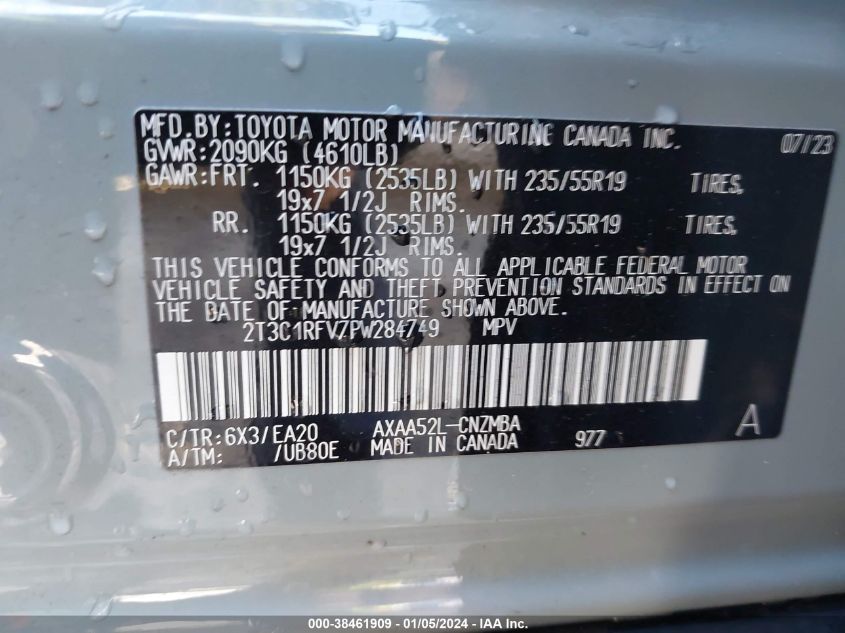 MFD.BY:TOYOTA MOTOR MANUFACTURING CANADA INC. 07/23
GVWR:2090KG (4610LB)
GAWR:FRT. 1150KG (2535LB) WITH 235/55R19 TIRES,
19x7 1/2J RIMS.
RR. 1150KG (2535LB) WITH 235/55R19 TIRES,
19x7 1/2J RIMS.
THIS VEHICLE CONFORMS TO ALL APPLICABLE FEDERAL MOTOR
VEHICLE SAFETY AND THEFT PREVENTION STANDARDS IN EFFECT ON
THE DATE OF MANUFACTURE SHOWN ABOVE.
2T3C1RFV7PW284749 MPV
C/TR:6X3/EA20 AXAA52L-CNZMBA A
A/TM: /UB80E MADE IN CANADA 977
000-38461909 | 01/05/2024 - IAA Inc.